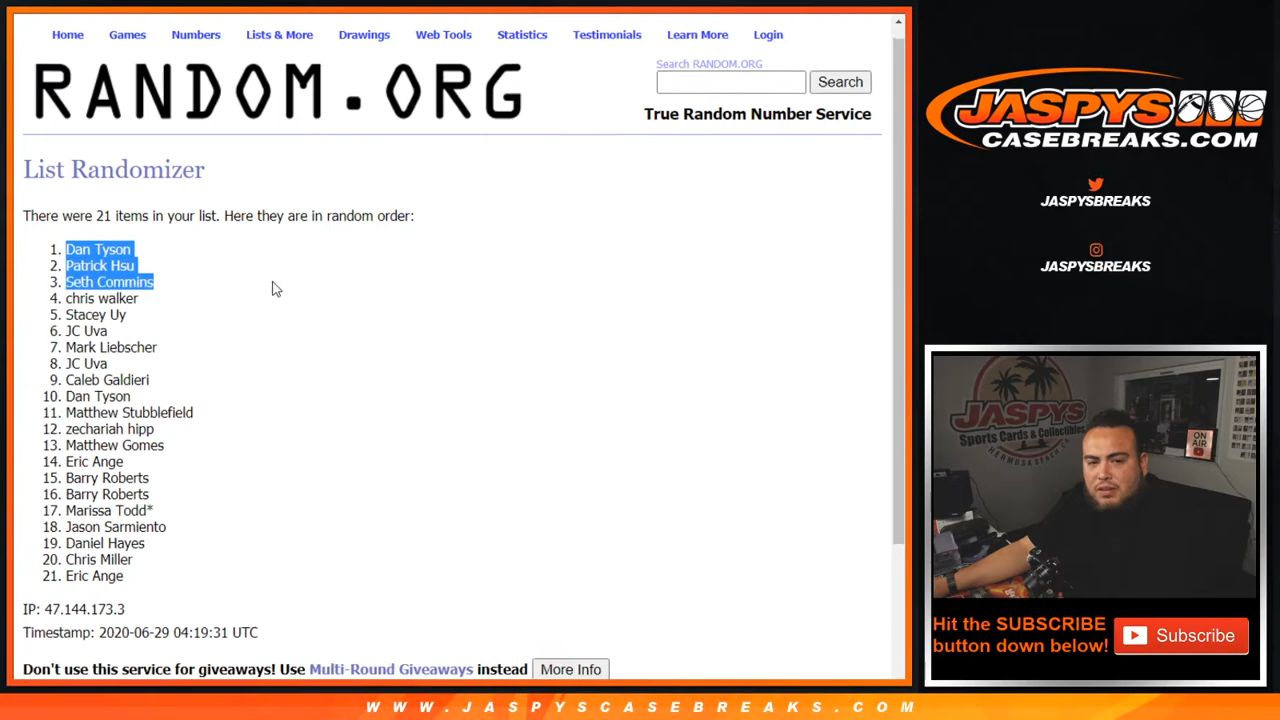 Home Games Numbers Lists & More Drawings Web Tools Statistics Testimonials Learn More Login
RANDOM.ORG
Search RANDOM.ORG
Search
True Random Number Service
List Randomizer
There were 21 items in your list. Here they are in random order:
1. Dan Tyson
2. Patrick Hsu
3. Seth Commins
4. chris walker
5. Stacey Uy
6. JC Uva
7. Mark Liebscher
8. JC Uva
9. Caleb Galdieri
10. Dan Tyson
11. Matthew Stubblefield
12. zechariah hipp
13. Matthew Gomes
14. Eric Ange
15. Barry Roberts
16. Barry Roberts
17. Marissa Todd*
18. Jason Sarmiento
19. Daniel Hayes
20. Chris Miller
21. Eric Ange
IP: 47.144.173.3
Timestamp: 2020-06-29 04:19:31 UTC
Don't use this service for giveaways! Use Multi-Round Giveaways instead More Info
JASPYS
CASEBREAKS.COM
JASPYSBREAKS
JASPYSBREAKS
JASPYS
Sports Cards & Collectibles
HERMOSA BEACH, CA
ON AIR
Hit the SUBSCRIBE
button down below!
Subscribe
WWW.JASPYSCASEBREAKS.COM